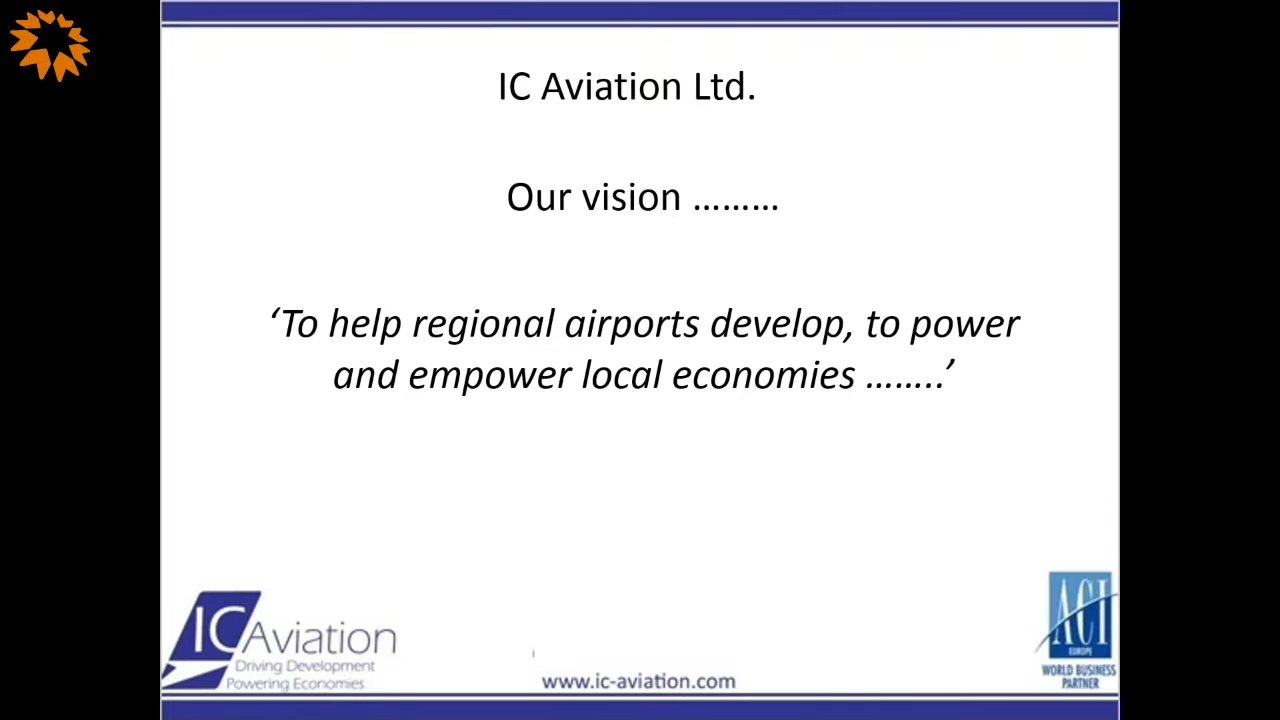 IC Aviation Ltd.
Our vision ………
‘To help regional airports develop, to power
and empower local economies ……..’
IC Aviation
Driving Development
Powering Economies
www.ic-aviation.com
ACI
EUROPE
WORLD BUSINESS
PARTNER